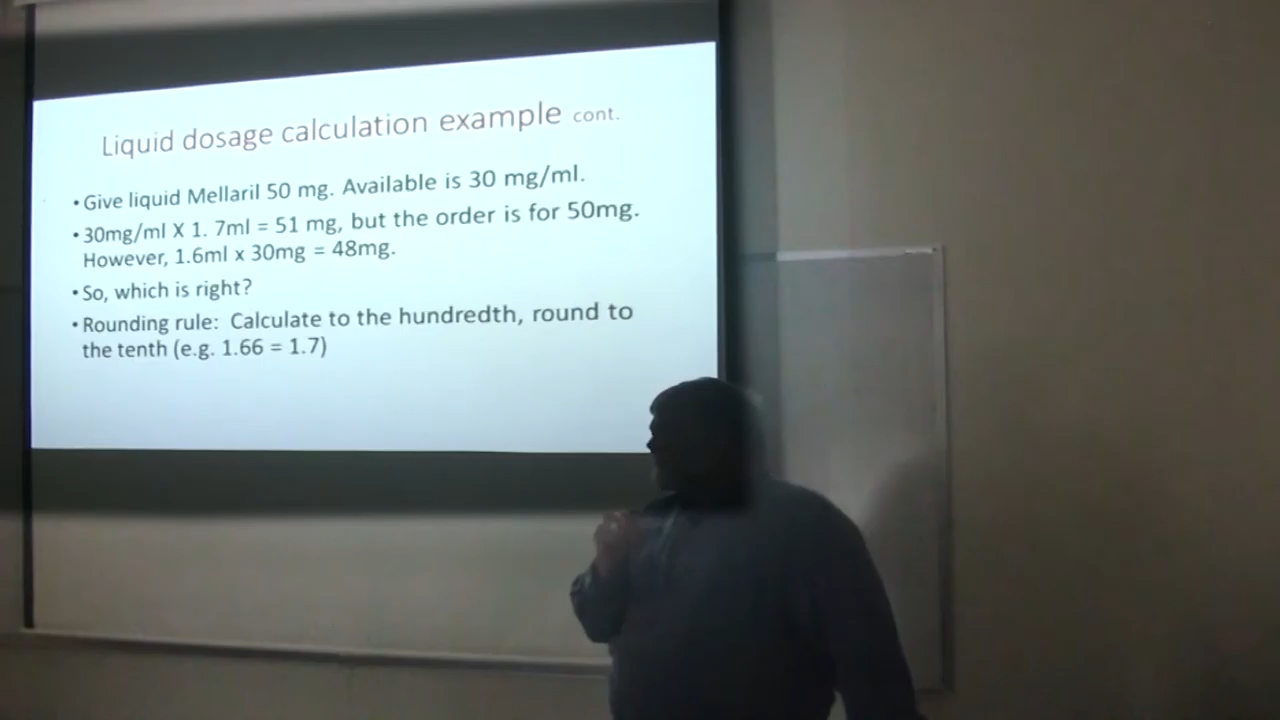 Liquid dosage calculation example cont.
• Give liquid Mellaril 50 mg. Available is 30 mg/ml.
• 30mg/ml X 1. 7ml = 51 mg, but the order is for 50mg.
However, 1.6ml x 30mg = 48mg.
• So, which is right?
• Rounding rule: Calculate to the hundredth, round to
the tenth (e.g. 1.66 = 1.7)